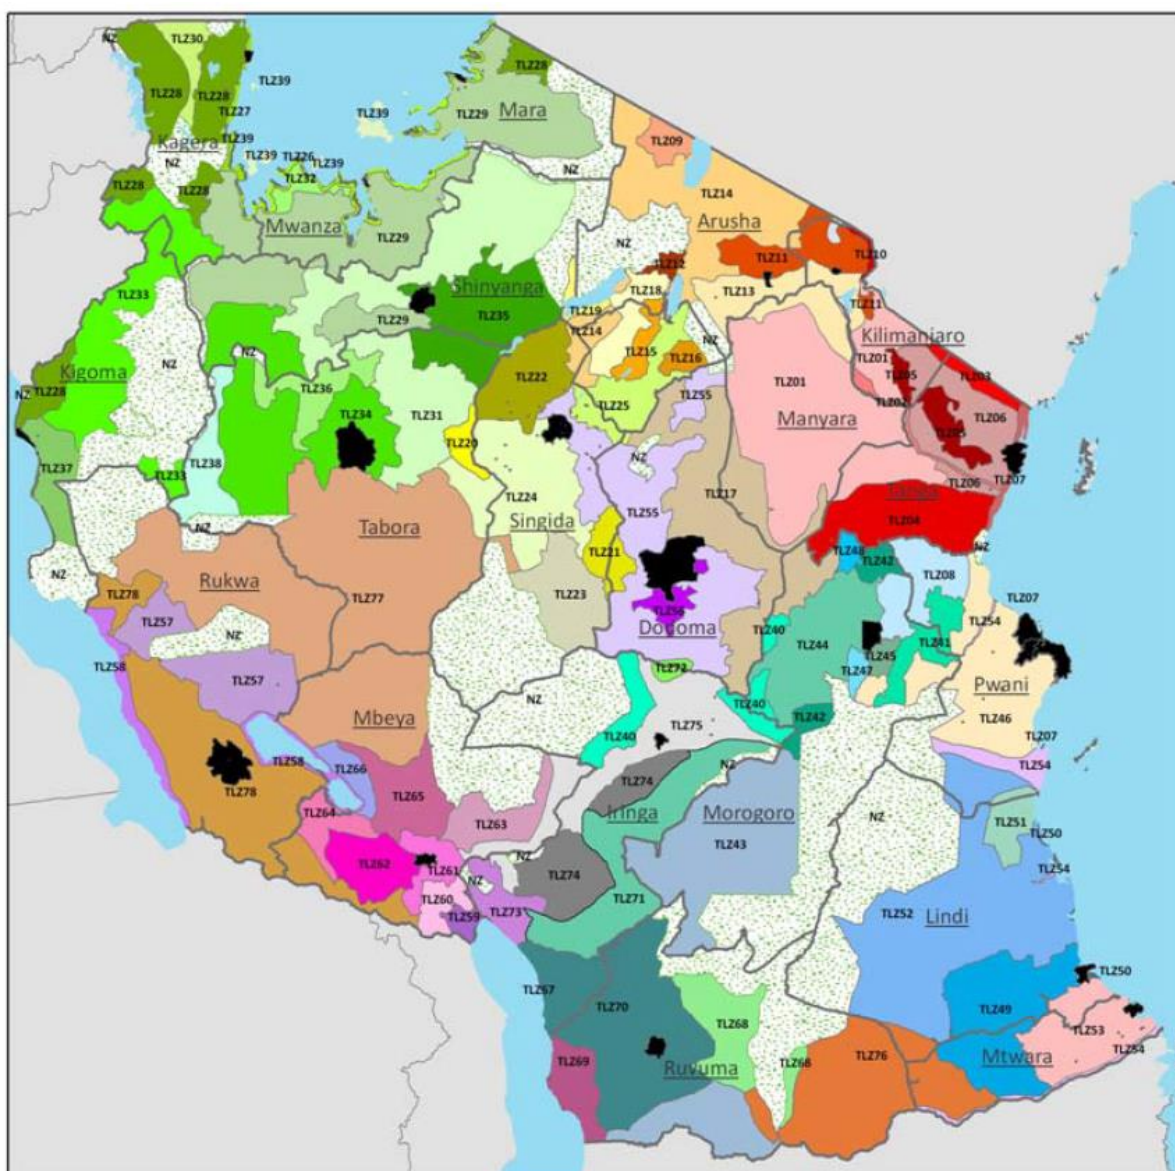 NZ
TLZ30
TLZ28
TLZ39
TLZ39
TLZ28
TLZ28
TLZ29
Mara
TLZ27
TLZ09
Kagera
TLZ39
NZ
TLZ39
TLZ26
TLZ39
TLZ32
NZ
TLZ28
TLZ28
TLZ14
Arusha
Mwanza
TLZ29
NZ
TLZ12
TLZ11
TLZ10
TLZ33
Shinyanga
TLZ18
TLZ13
TLZ19
TLZ11
TLZ29
TLZ35
TLZ14
NZ
Kilimanjaro
NZ
NZ
TLZ15
TLZ16
TLZ01
TLZ01
TLZ05
TLZ03
Kigoma
TLZ22
NZ
TLZ28
TLZ36
TLZ55
TLZ02
TLZ25
TLZ34
TLZ31
Manyara
TLZ06
TLZ05
TLZ20
TLZ37
TLZ38
NZ
TLZ33
TLZ06
TLZ07
TLZ24
TLZ17
Tanga
TLZ55
TLZ04
Tabora
Singida
NZ
TLZ21
TLZ48
TLZ42
NZ
NZ
Rukwa
TLZ08
TLZ78
TLZ77
TLZ23
TLZ56
TLZ07
TLZ57
Dodoma
TLZ40
TLZ44
TLZ54
NZ
TLZ41
TLZ45
TLZ58
TLZ72
TLZ47
TLZ57
Pwani
NZ
TLZ40
Mbeya
TLZ42
TLZ46
TLZ75
TLZ40
TLZ07
TLZ58
TLZ66
NZ
TLZ54
TLZ78
TLZ74
TLZ65
TLZ64
Iringa
Morogoro
NZ
TLZ63
TLZ51
TLZ50
TLZ43
NZ
TLZ62
TLZ61
TLZ74
TLZ54
NZ
TLZ60
TLZ71
TLZ59
TLZ73
TLZ52
Lindi
TLZ50
TLZ67
TLZ70
TLZ68
TLZ49
TLZ53
TLZ54
TLZ69
TLZ68
TLZ76
Mtwara
Ruvuma